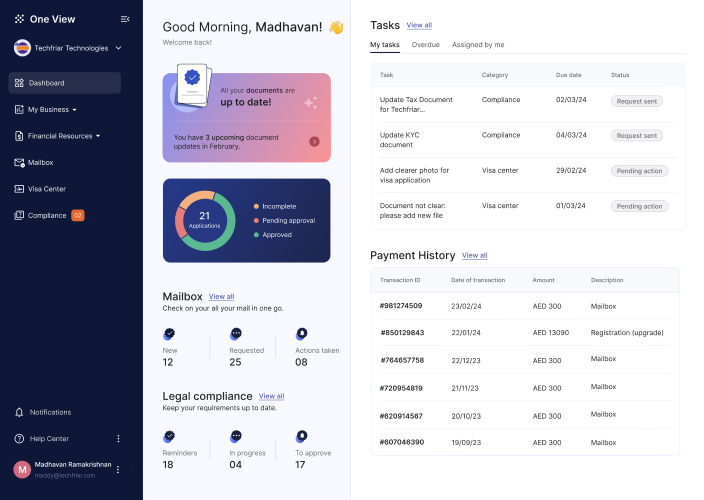 One View
Techfriar Technologies
Dashboard
My Business
Financial Resources
Mailbox
Visa Center
Compliance 02
Notifications
Help Center
M
Madhavan Ramakrishnan
maddy@techfriar.com
Good Morning, Madhavan! 👋
Welcome back!
All your documents are
up to date!
You have 3 upcoming document
updates in February.
21
Applications
Incomplete
Pending approval
Approved
Mailbox View all
Check on your all your mail in one go.
New Requested Actions taken
12 25 08
Legal compliance View all
Keep your requirements up to date.
Reminders In progress To approve
18 04 17
Tasks View all
My tasks Overdue Assigned by me
Task Category Due date Status
Update Tax Document Compliance 02/03/24 Request sent
for Techfriar...
Update KYC Compliance 04/03/24 Request sent
document
Add clearer photo for Visa center 29/02/24 Pending action
visa application
Document not clear: Visa center 01/03/24 Pending action
please add new file
Payment History View all
Transaction ID Date of transaction Amount Description
#981274509 23/02/24 AED 300 Mailbox
#850129843 22/01/24 AED 13090 Registration (upgrade)
#764657758 22/12/23 AED 300 Mailbox
#720954819 21/11/23 AED 300 Mailbox
#620914567 20/10/23 AED 300 Mailbox
#607046390 19/09/23 AED 300 Mailbox